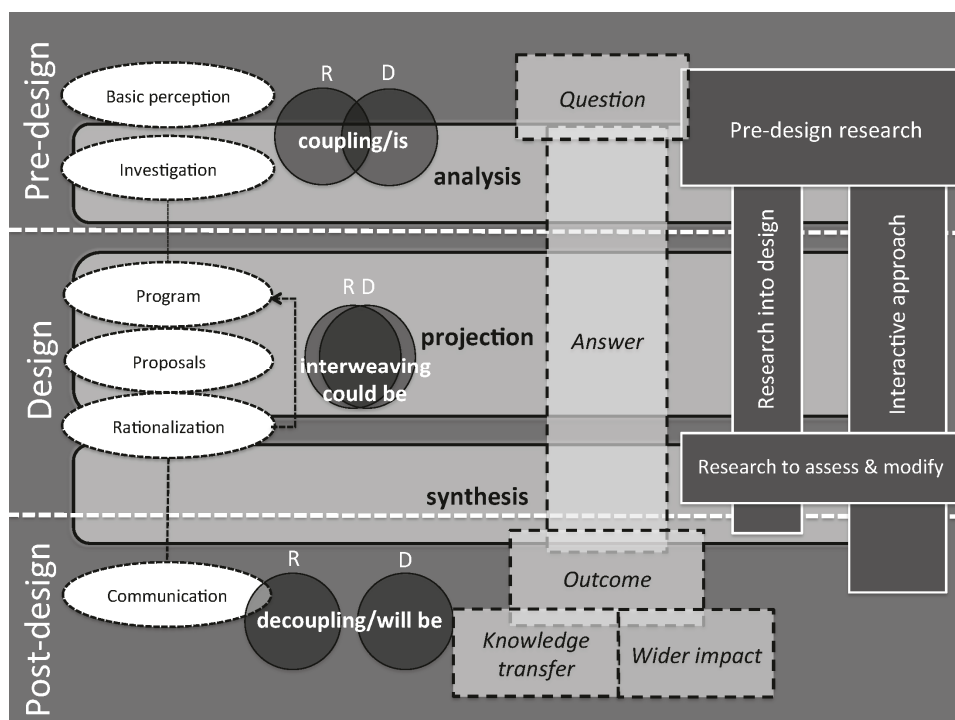 Pre-design
Basic perception
Investigation
R D
coupling/is
analysis
Question
Pre-design research
Design
Program
Proposals
Rationalization
R D
interweaving
could be
projection
Answer
Research into design
Interactive approach
Research to assess & modify
synthesis
Post-design
Communication
R D
decoupling/will be
Outcome
Knowledge
transfer
Wider impact